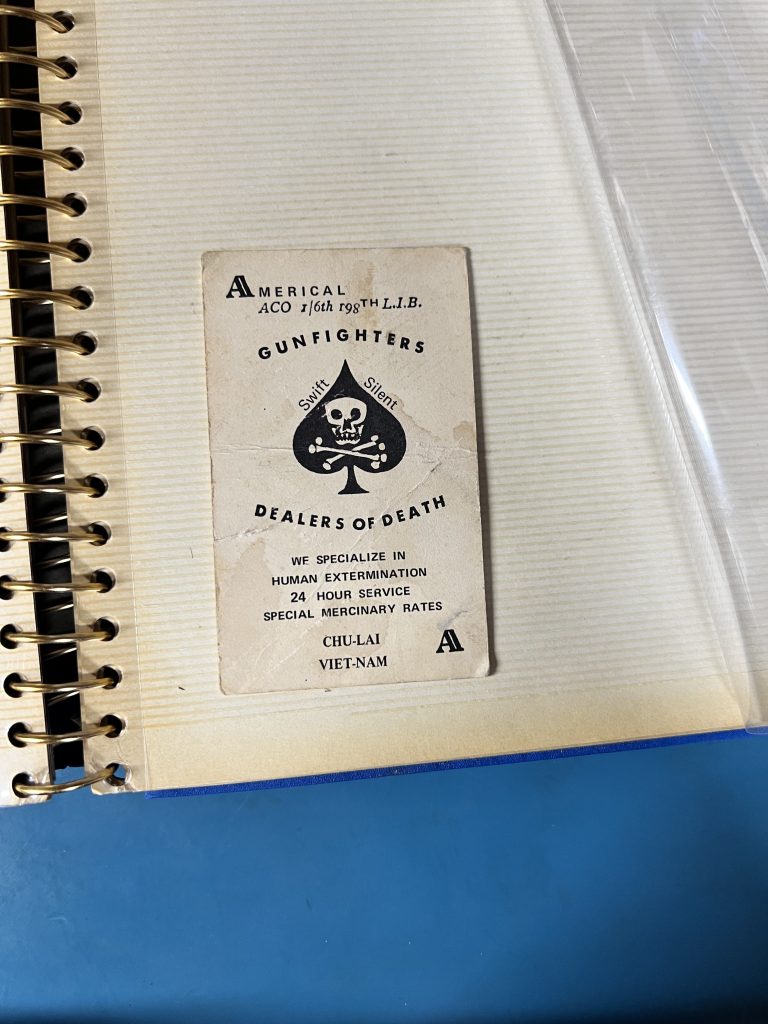 AMERICAL
ACO 1/6th 198TH L.I.B.
GUNFIGHTERS
Swift Silent
DEALERS OF DEATH
WE SPECIALIZE IN
HUMAN EXTERMINATION
24 HOUR SERVICE
SPECIAL MERCINARY RATES
CHU-LAI
VIET-NAM
A